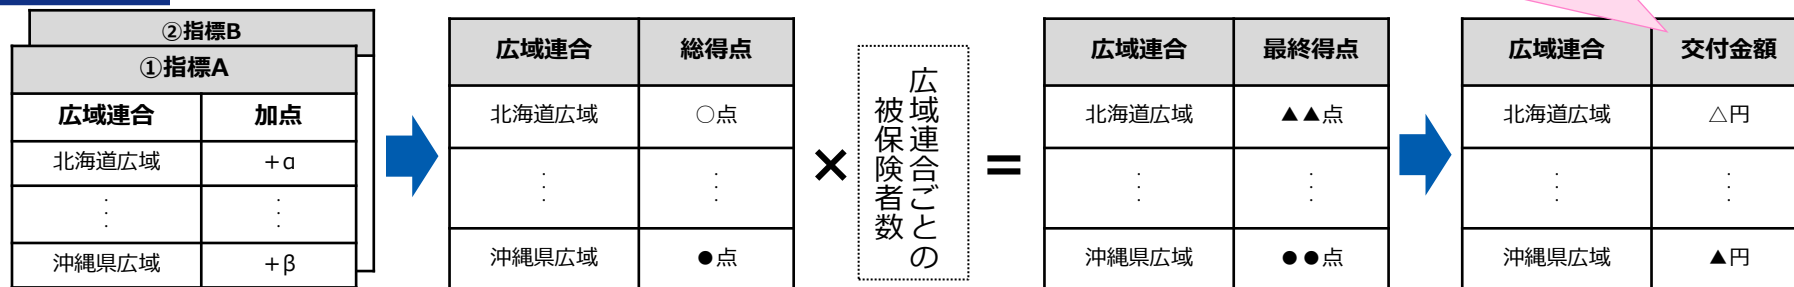 ②指標B
①指標A
広域連合 加点
北海道広域 +α
⋮ ⋮
沖縄県広域 +β
広域連合 総得点
北海道広域 ○点
⋮ ⋮
沖縄県広域 ●点
×
広域連合ごとの
被保険者数
=
広域連合 最終得点
北海道広域 ▲▲点
⋮ ⋮
沖縄県広域 ●●点
広域連合 交付金額
北海道広域 △円
⋮ ⋮
沖縄県広域 ▲円